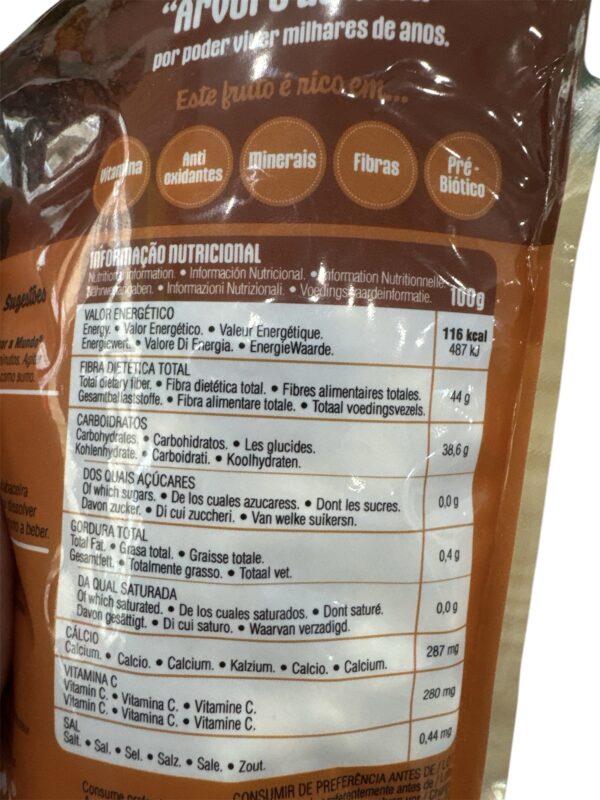 por poder viver milhares de anos.
Este fruto é rico em...
Vitamina
Anti
oxidantes
Minerais
Fibras
Pré -
Biótico
INFORMAÇÃO NUTRICIONAL
Nutrition information. • Información Nutricional. • Information Nutritionnelle.
Nährwertangaben. • Informazioni Nutrizionali. • Voedingswaardeinformatie.
100g
VALOR ENERGÉTICO
Energy. • Valor Energético. • Valeur Energétique.
Energiewert. • Valore Di Energia. • EnergieWaarde.
116 kcal
487 kJ
FIBRA DIETÉTICA TOTAL
Total dietary fiber. • Fibra dietética total. • Fibres alimentaires totales.
Gesamtballaststoffe. • Fibra alimentare totale. • Totaal voedingsvezels.
44 g
CARBOIDRATOS
Carbohydrates. • Carbohidratos. • Les glucides.
Kohlenhydrate. • Carboidrati. • Koolhydraten.
38,6 g
DOS QUAIS AÇÚCARES
Of which sugars. • De los cuales azucaress. • Dont les sucres.
Davon zucker. • Di cui zuccheri. • Van welke suikersn.
0,0 g
GORDURA TOTAL
Total Fat. • Grasa total. • Graisse totale.
Gesamtfett. • Totalmente grasso. • Totaal vet.
0,4 g
DA QUAL SATURADA
Of which saturated. • De los cuales saturados. • Dont saturé.
Davon gesättigt. • Di cui saturo. • Waarvan verzadigd.
0,0 g
CÁLCIO
Calcium. • Calcio. • Calcium. • Kalzium. • Calcio. • Calcium.
287 mg
VITAMINA C
Vitamin C. • Vitamina C. • Vitamine C.
Vitamin C. • Vitamina C. • Vitamine C.
280 mg
SAL
Salt. • Sal. • Sel. • Salz. • Sale. • Zout.
0,44 mg
Sugestões
dissolver
a beber.
Consume
CONSUMIR DE PREFERÊNCIA ANTES DE